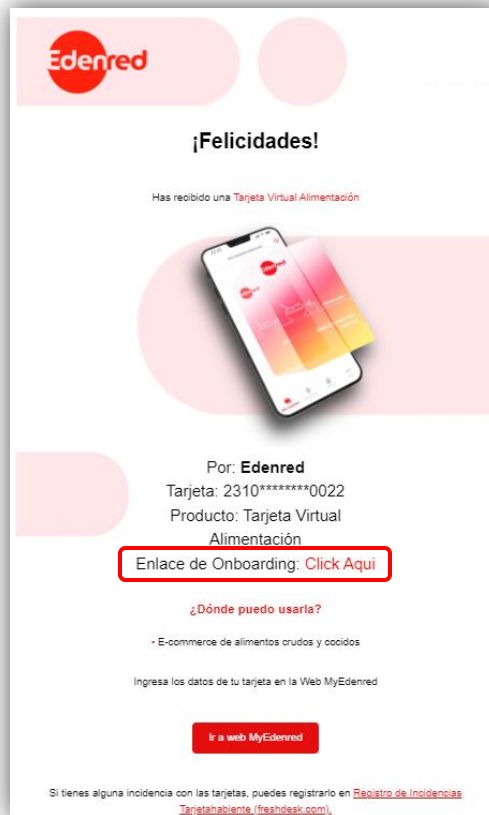 Edenred
¡Felicidades!
Has recibido una Tarjeta Virtual Alimentación
Por: Edenred
Tarjeta: 2310********0022
Producto: Tarjeta Virtual
Alimentación
Enlace de Onboarding: Click Aqui
¿Dónde puedo usarla?
- E-commerce de alimentos crudos y cocidos
Ingresa los datos de tu tarjeta en la Web MyEdenred
Ir a web MyEdenred
Si tienes alguna incidencia con las tarjetas, puedes registrarlo en Registro de Incidencias
Tarjetahabiente (freshdesk.com).